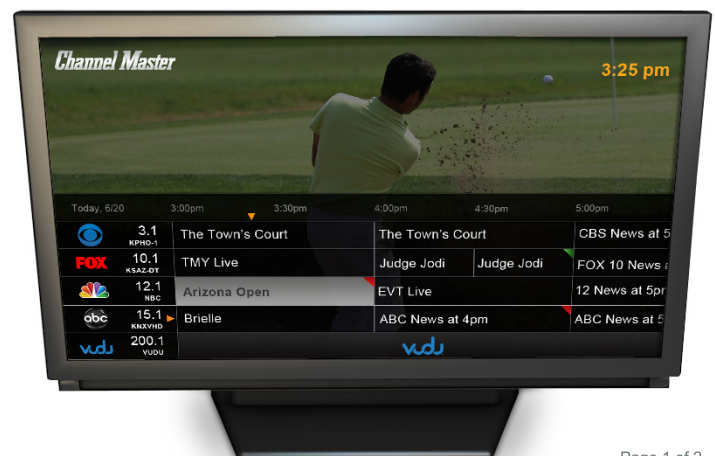 Channel Master
3:25 pm
Today, 6/20 3:00pm 3:30pm 4:00pm 4:30pm 5:00pm
3.1 The Town's Court The Town's Court CBS News at 5
KPHO-1
FOX 10.1 TMY Live Judge Jodi Judge Jodi FOX 10 News
KSAZ-DT
12.1 Arizona Open EVT Live 12 News at 5pr
NBC
abc 15.1 Brielle ABC News at 4pm ABC News at 5
KNXVHD
vudu 200.1 vudu
VUDU
Page 1 of 2